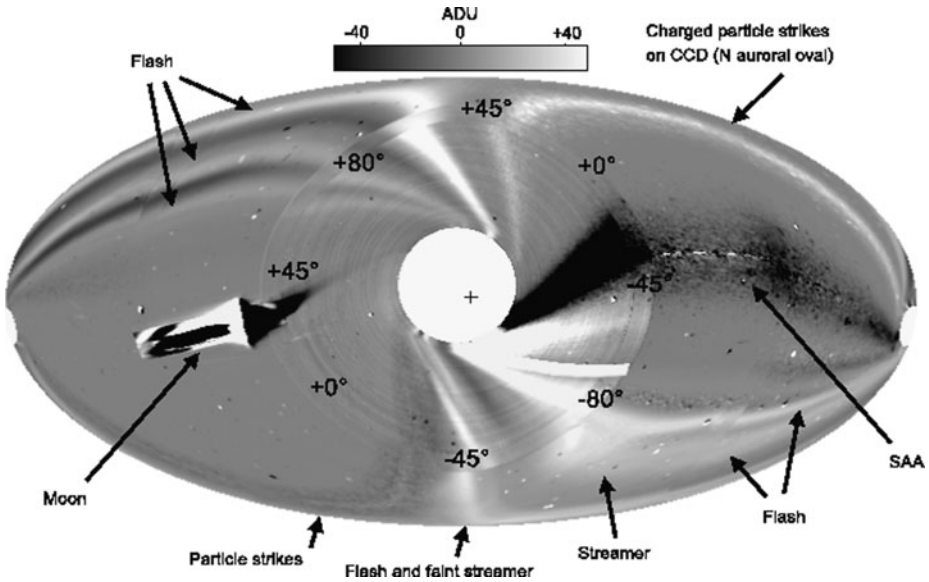 ADU
-40 0 +40
Charged particle strikes
on CCD (N auroral oval)
Flash
+45°
+80°
+0°
+45°
-45°
+0°
-80°
-45°
SAA
Moon
Flash
Streamer
Particle strikes
Flash and faint streamer